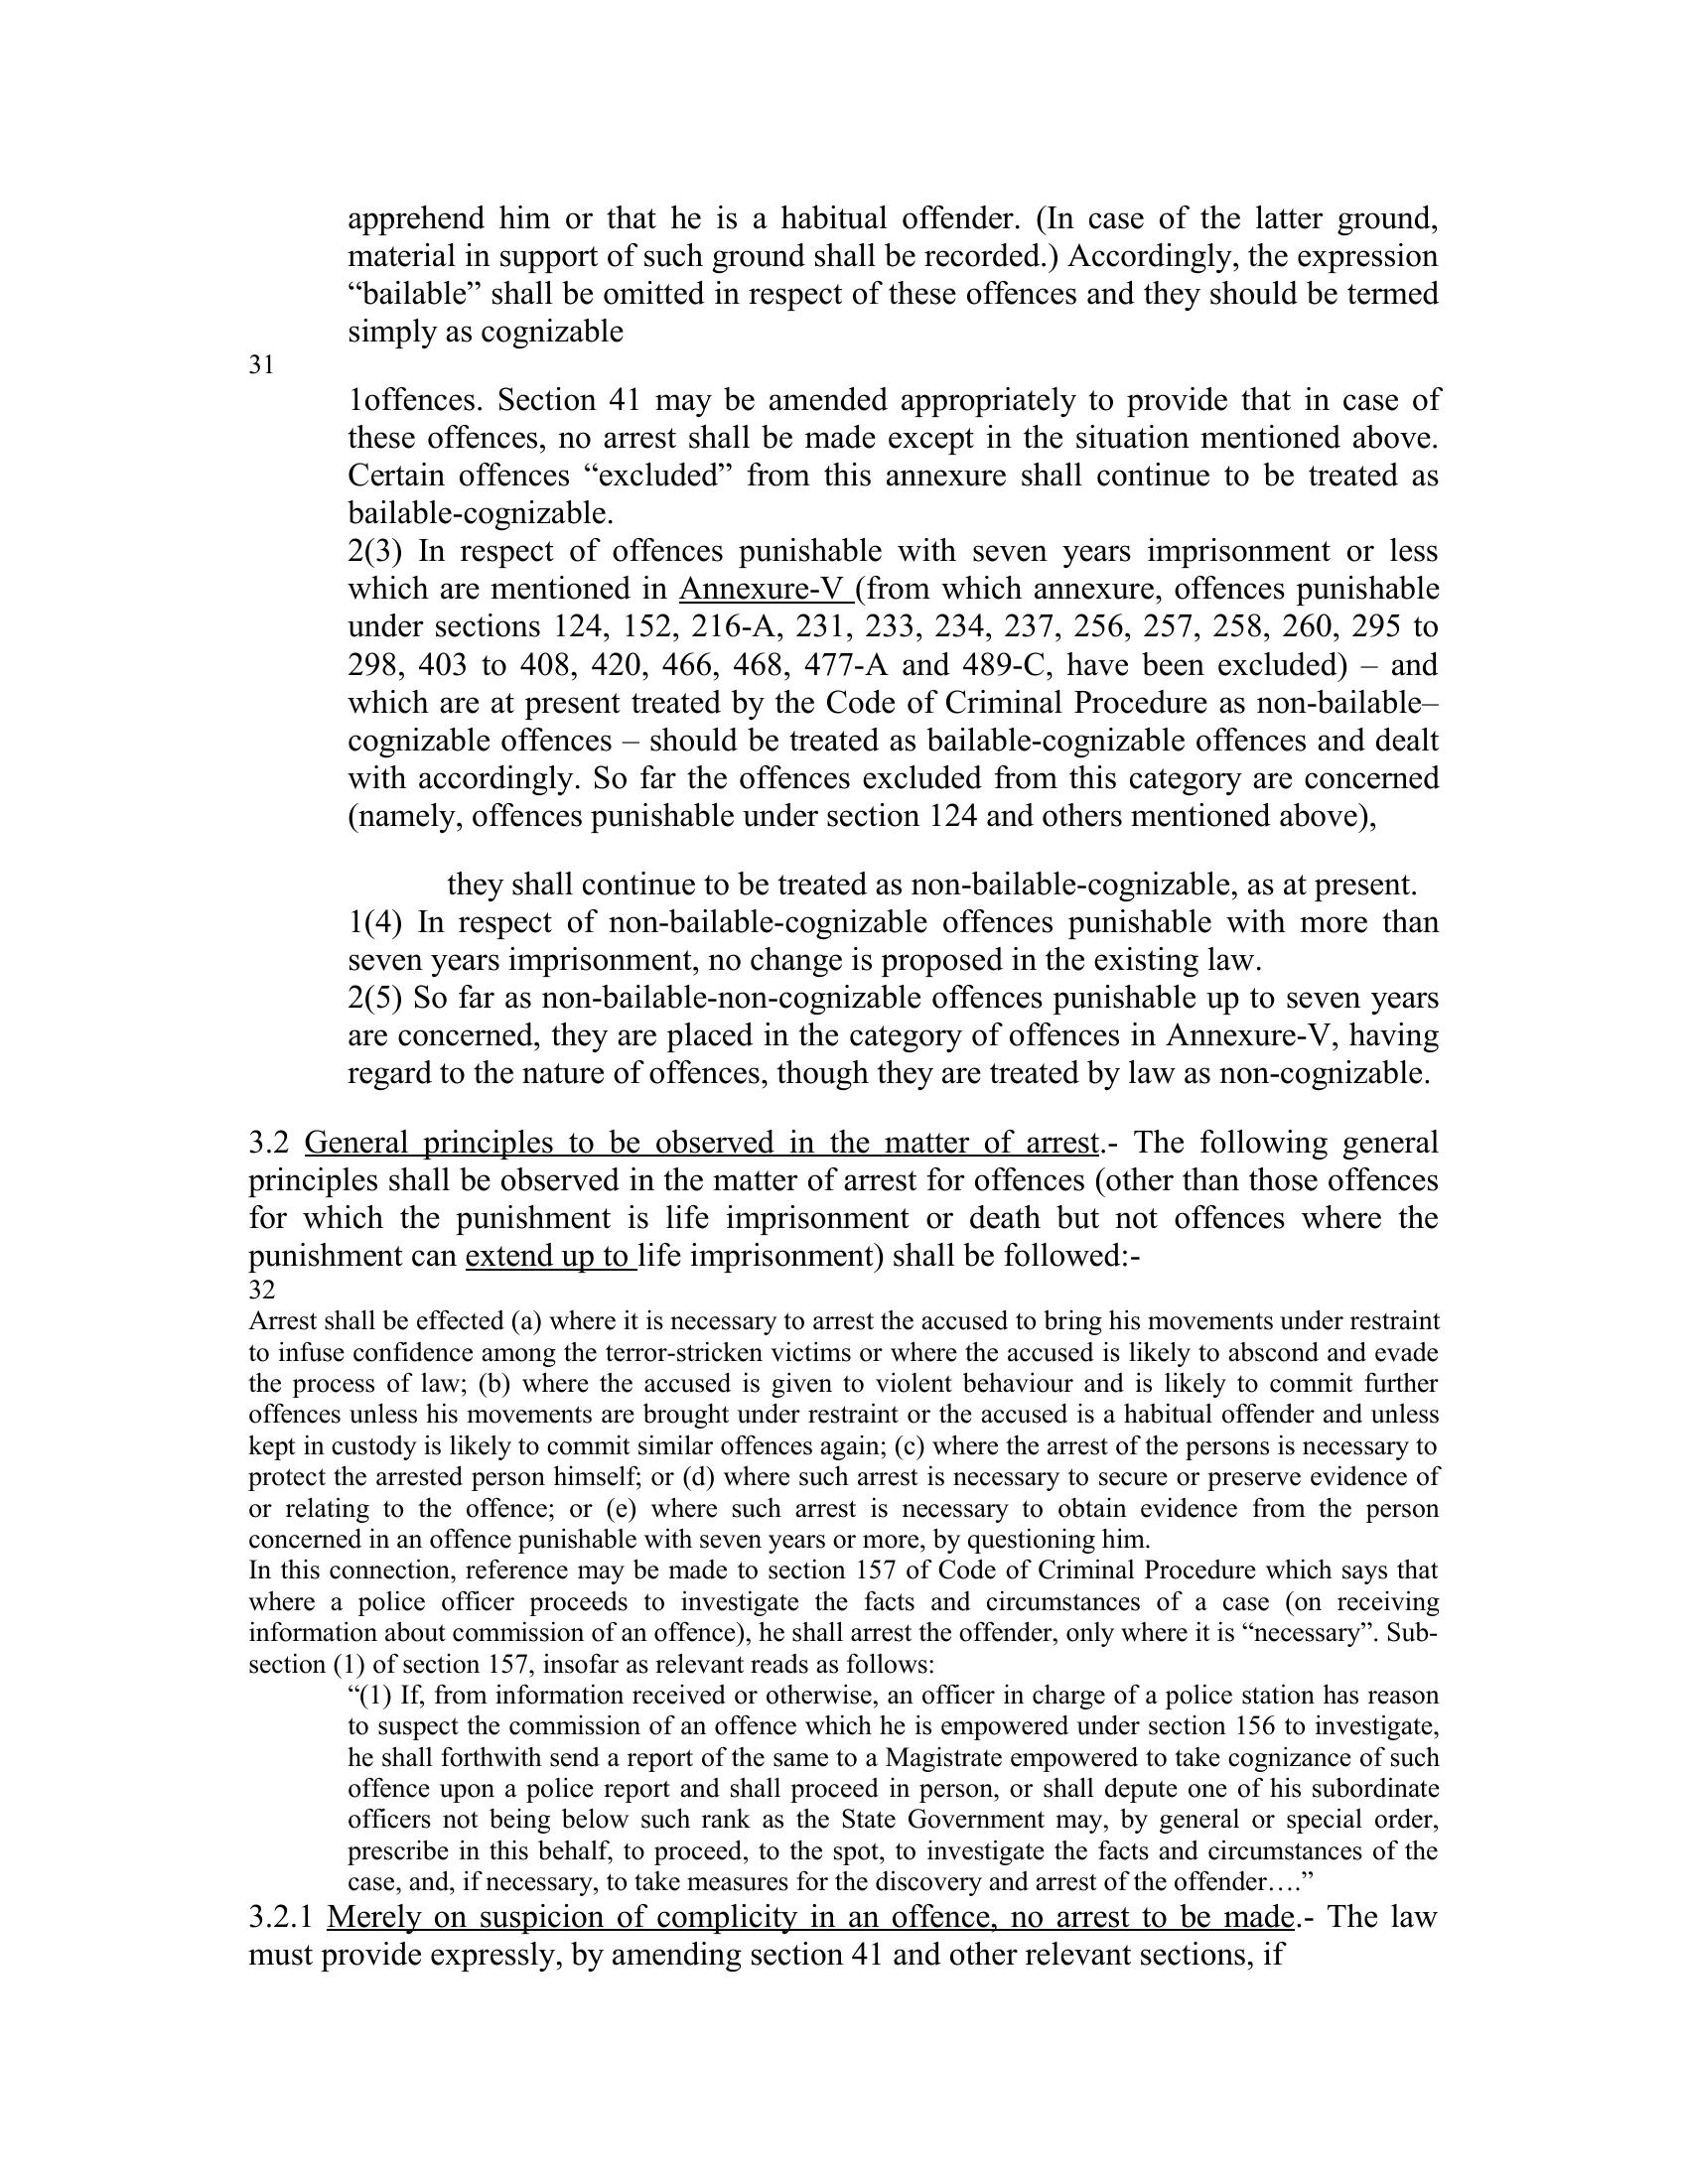 apprehend him or that he is a habitual offender. (In case of the latter ground,
material in support of such ground shall be recorded.) Accordingly, the expression
“bailable” shall be omitted in respect of these offences and they should be termed
simply as cognizable
31
1offences. Section 41 may be amended appropriately to provide that in case of
these offences, no arrest shall be made except in the situation mentioned above.
Certain offences “excluded” from this annexure shall continue to be treated as
bailable-cognizable.
2(3) In respect of offences punishable with seven years imprisonment or less
which are mentioned in Annexure-V (from which annexure, offences punishable
under sections 124, 152, 216-A, 231, 233, 234, 237, 256, 257, 258, 260, 295 to
298, 403 to 408, 420, 466, 468, 477-A and 489-C, have been excluded) – and
which are at present treated by the Code of Criminal Procedure as non-bailable–
cognizable offences – should be treated as bailable-cognizable offences and dealt
with accordingly. So far the offences excluded from this category are concerned
(namely, offences punishable under section 124 and others mentioned above),
they shall continue to be treated as non-bailable-cognizable, as at present.
1(4) In respect of non-bailable-cognizable offences punishable with more than
seven years imprisonment, no change is proposed in the existing law.
2(5) So far as non-bailable-non-cognizable offences punishable up to seven years
are concerned, they are placed in the category of offences in Annexure-V, having
regard to the nature of offences, though they are treated by law as non-cognizable.
3.2 General principles to be observed in the matter of arrest.- The following general
principles shall be observed in the matter of arrest for offences (other than those offences
for which the punishment is life imprisonment or death but not offences where the
punishment can extend up to life imprisonment) shall be followed:-
32
Arrest shall be effected (a) where it is necessary to arrest the accused to bring his movements under restraint
to infuse confidence among the terror-stricken victims or where the accused is likely to abscond and evade
the process of law; (b) where the accused is given to violent behaviour and is likely to commit further
offences unless his movements are brought under restraint or the accused is a habitual offender and unless
kept in custody is likely to commit similar offences again; (c) where the arrest of the persons is necessary to
protect the arrested person himself; or (d) where such arrest is necessary to secure or preserve evidence of
or relating to the offence; or (e) where such arrest is necessary to obtain evidence from the person
concerned in an offence punishable with seven years or more, by questioning him.
In this connection, reference may be made to section 157 of Code of Criminal Procedure which says that
where a police officer proceeds to investigate the facts and circumstances of a case (on receiving
information about commission of an offence), he shall arrest the offender, only where it is “necessary”. Sub-
section (1) of section 157, insofar as relevant reads as follows:
“(1) If, from information received or otherwise, an officer in charge of a police station has reason
to suspect the commission of an offence which he is empowered under section 156 to investigate,
he shall forthwith send a report of the same to a Magistrate empowered to take cognizance of such
offence upon a police report and shall proceed in person, or shall depute one of his subordinate
officers not being below such rank as the State Government may, by general or special order,
prescribe in this behalf, to proceed, to the spot, to investigate the facts and circumstances of the
case, and, if necessary, to take measures for the discovery and arrest of the offender….”
3.2.1 Merely on suspicion of complicity in an offence, no arrest to be made.- The law
must provide expressly, by amending section 41 and other relevant sections, if